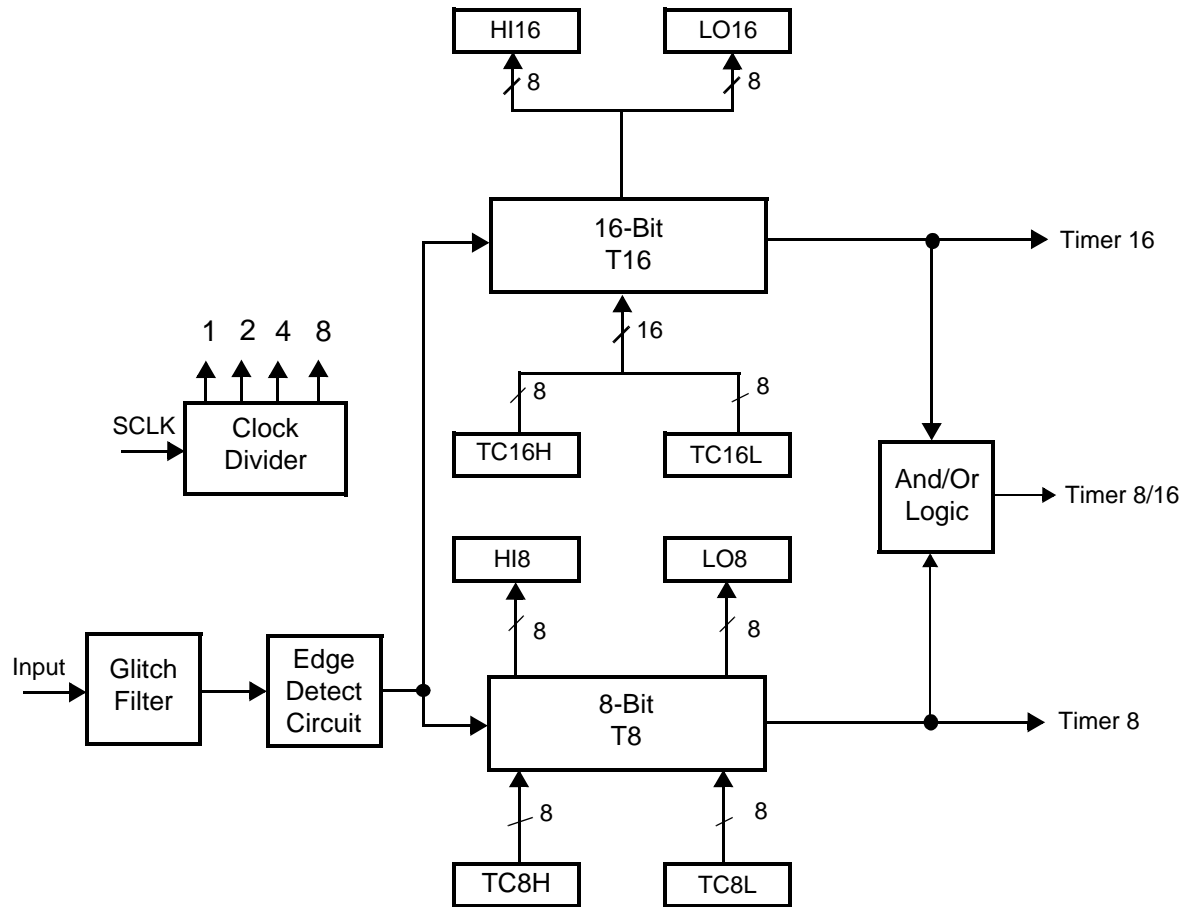 HI16
LO16
8
8
16-Bit
T16
Timer 16
16
1 2 4 8
8
8
SCLK
Clock
Divider
TC16H
TC16L
And/Or
Logic
Timer 8/16
HI8
LO8
8
8
Input
Glitch
Filter
Edge
Detect
Circuit
8-Bit
T8
Timer 8
8
8
TC8H
TC8L